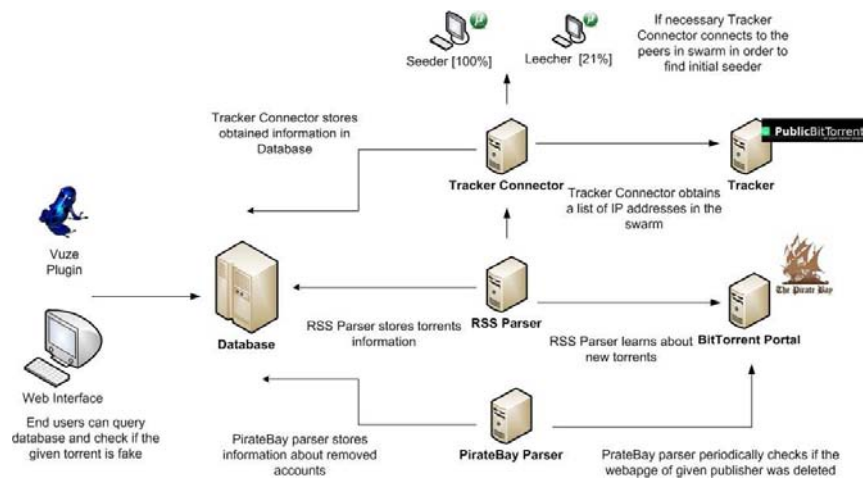 If necessary Tracker
Connector connects to the
peers in swarm in order to
find initial seeder
Seeder [100%]
Leecher [21%]
Tracker Connector stores
obtained information in
Database
PublicBitTorrent
Tracker Connector
Tracker
Tracker Connector obtains
a list of IP addresses in the
swarm
Vuze
Plugin
The Pirate Bay
Database
RSS Parser stores torrents
information
RSS Parser
RSS Parser learns about
new torrents
BitTorrent Portal
Web Interface
End users can query
database and check if the
given torrent is fake
PirateBay parser stores
information about removed
accounts
PirateBay Parser
PrateBay parser periodically checks if the
webapge of given publisher was deleted